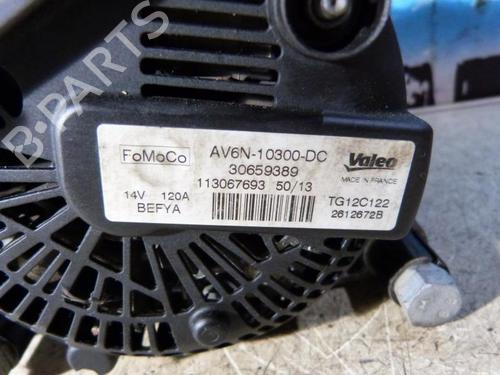 B-PARTS
FoMoCo
AV6N-10300-DC
30659389
113067693 50/13
14V 120A
BEFYA
Valeo
MADE IN FRANCE
TG12C122
2612672B